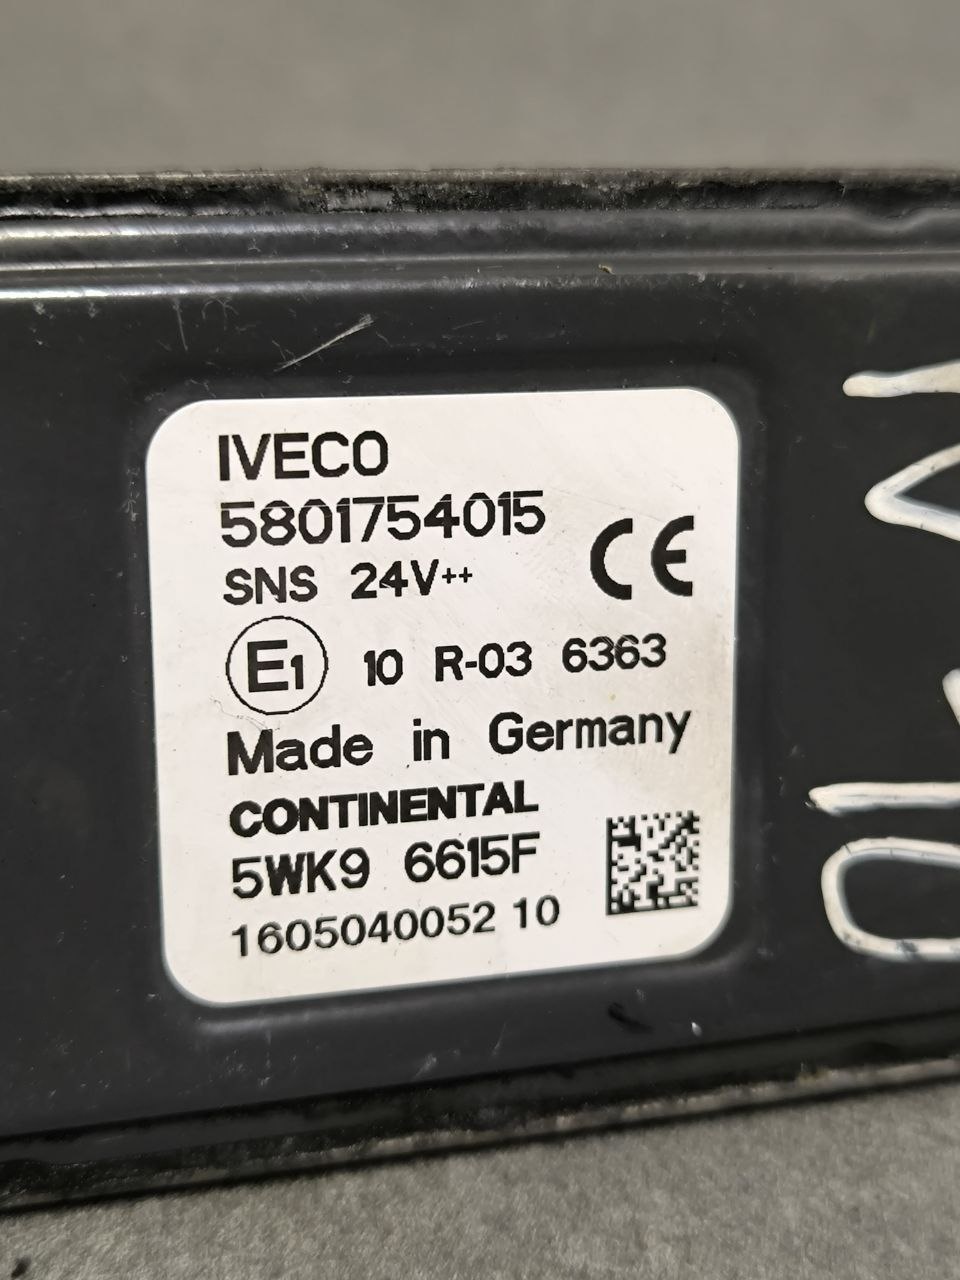 IVECO
5801754015
SNS 24V++
CE
E1 10 R-03 6363
Made in Germany
CONTINENTAL
5WK9 6615F
1605040052 10